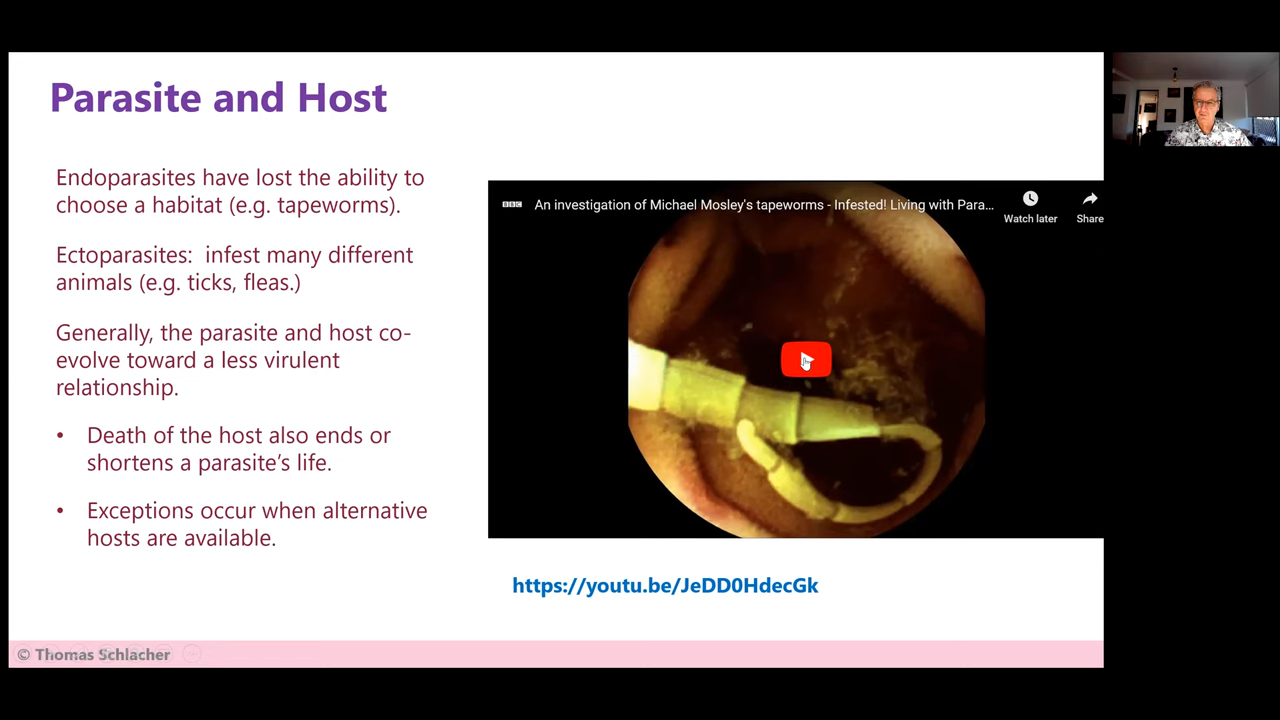 Parasite and Host
Endoparasites have lost the ability to
choose a habitat (e.g. tapeworms).
Ectoparasites:  infest many different
animals (e.g. ticks, fleas.)
Generally, the parasite and host co-
evolve toward a less virulent
relationship.
• Death of the host also ends or
shortens a parasite’s life.
• Exceptions occur when alternative
hosts are available.
BBC An investigation of Michael Mosley's tapeworms - Infested! Living with Para...
Watch later
Share
https://youtu.be/JeDD0HdecGk
© Thomas Schlacher